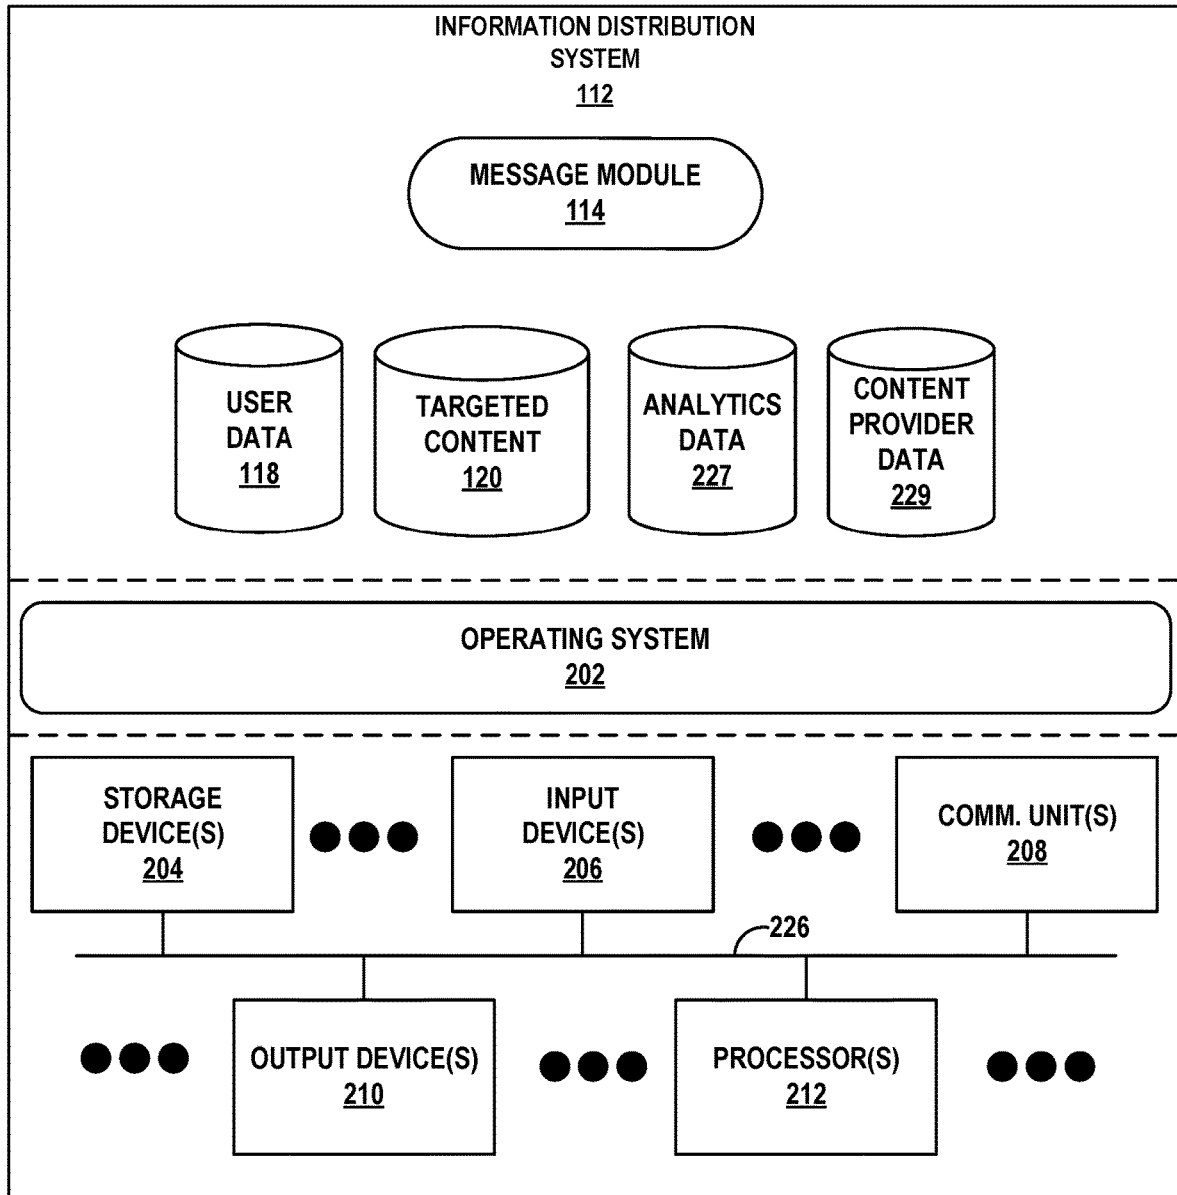 INFORMATION DISTRIBUTION
SYSTEM
112
MESSAGE MODULE
114
USER
DATA
118
TARGETED
CONTENT
120
ANALYTICS
DATA
227
CONTENT
PROVIDER
DATA
229
OPERATING SYSTEM
202
STORAGE
DEVICE(S)
204
INPUT
DEVICE(S)
206
COMM. UNIT(S)
208
226
OUTPUT DEVICE(S)
210
PROCESSOR(S)
212